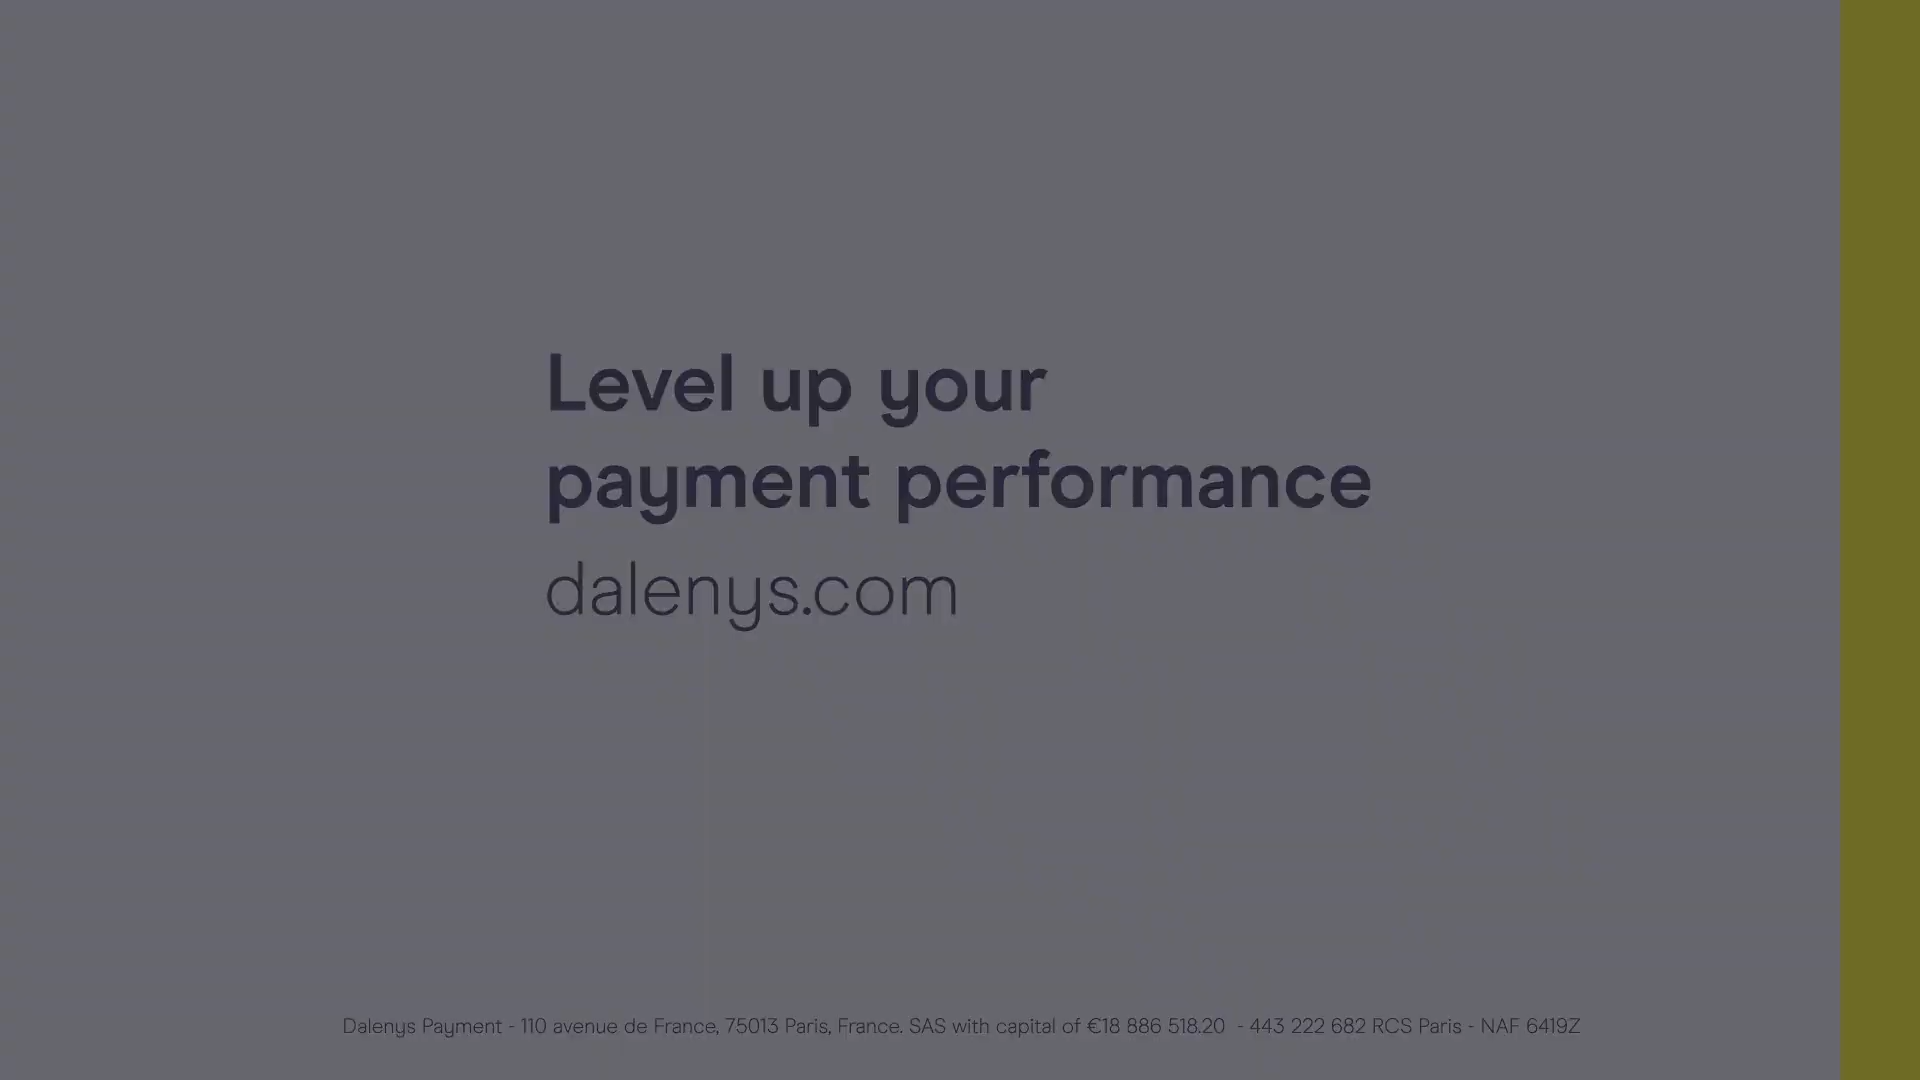 Level up your
payment performance
dalenys.com
Dalenys Payment - 110 avenue de France, 75013 Paris, France. SAS with capital of €18 886 518.20 - 443 222 682 RCS Paris - NAF 6419Z